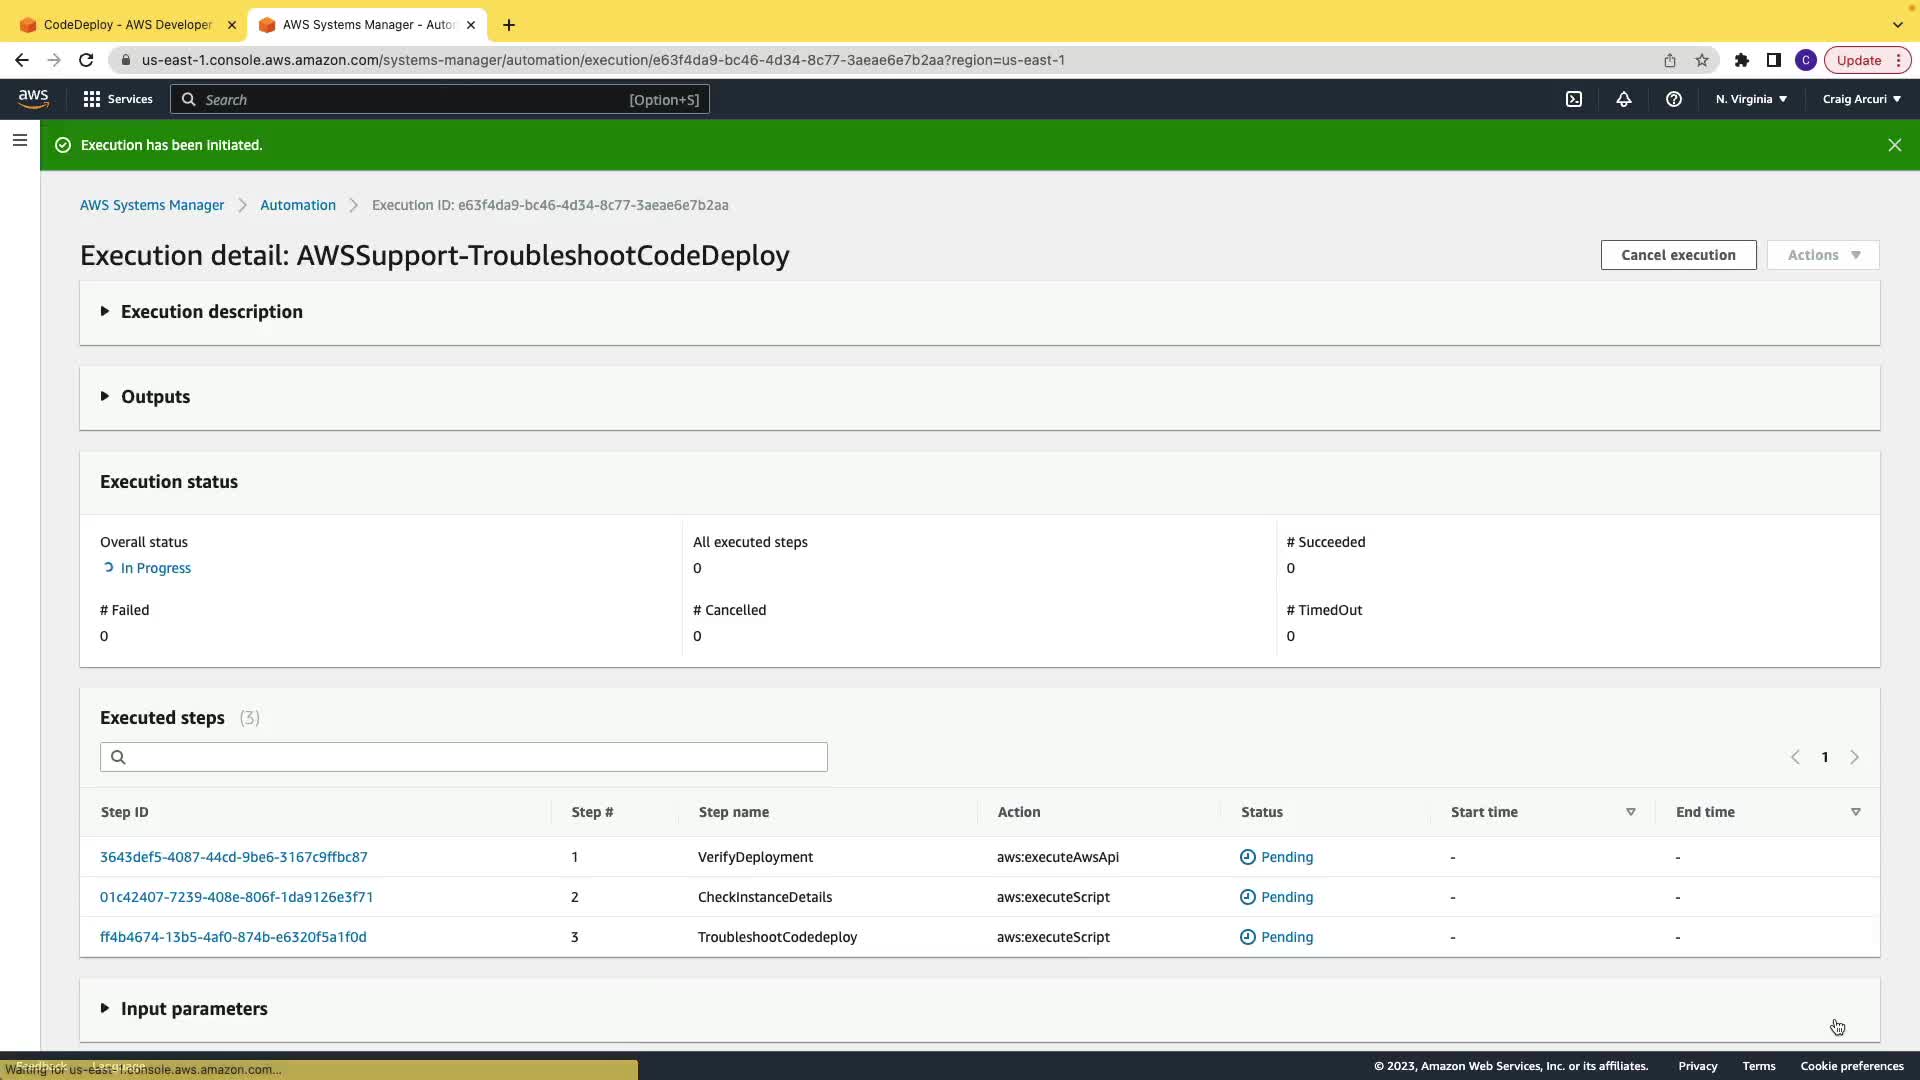 CodeDeploy - AWS Developer
AWS Systems Manager - Auto
us-east-1.console.aws.amazon.com/systems-manager/automation/execution/e63f4da9-bc46-4d34-8c77-3aeae6e7b2aa?region=us-east-1
C
Update
aws
Services
Search
[Option+S]
N. Virginia
Craig Arcuri
Execution has been initiated.
AWS Systems Manager
Automation
Execution ID: e63f4da9-bc46-4d34-8c77-3aeae6e7b2aa
Execution detail: AWSSupport-TroubleshootCodeDeploy
Cancel execution
Actions
Execution description
Outputs
Execution status
Overall status
All executed steps
# Succeeded
In Progress
0
0
# Failed
# Cancelled
# TimedOut
0
0
0
Executed steps (3)
1
Step ID
Step #
Step name
Action
Status
Start time
End time
3643def5-4087-44cd-9be6-3167c9ffbc87 1 VerifyDeployment aws:executeAwsApi Pending - -
01c42407-7239-408e-806f-1da9126e3f71 2 CheckInstanceDetails aws:executeScript Pending - -
ff4b4674-13b5-4af0-874b-e6320f5a1f0d 3 TroubleshootCodedeploy aws:executeScript Pending - -
Input parameters
Feedback
Language
Waiting for us-east-1.console.aws.amazon.com...
© 2023, Amazon Web Services, Inc. or its affiliates.
Privacy
Terms
Cookie preferences